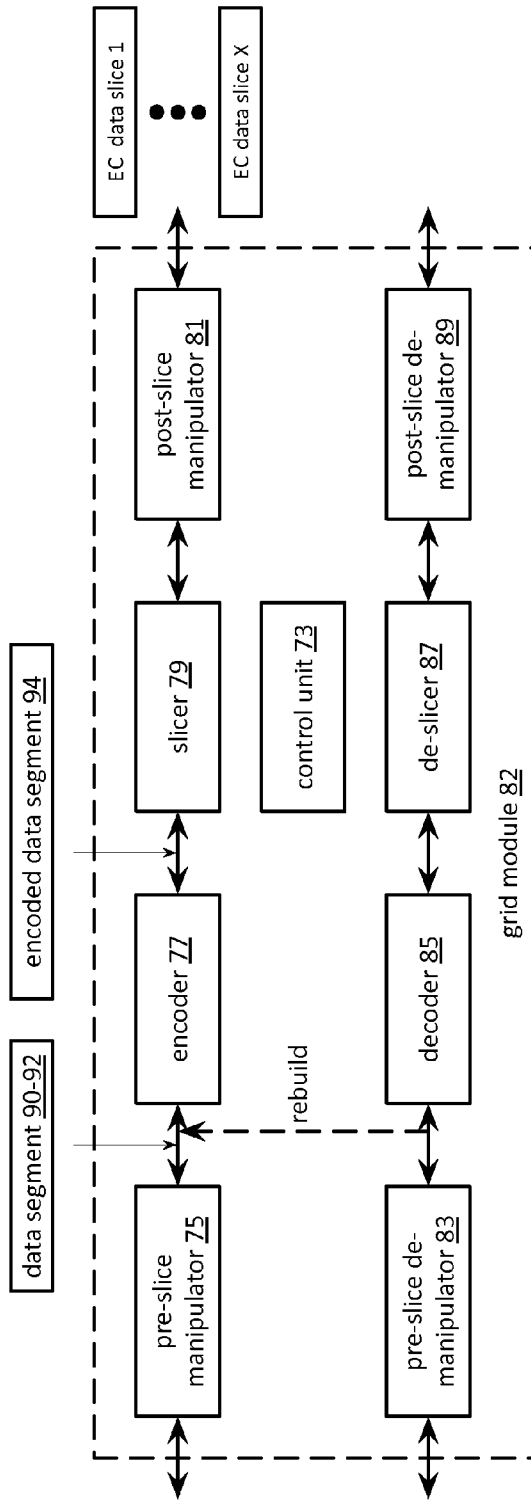 data segment 90-92
encoded data segment 94
EC data slice 1
EC data slice X
pre-slice
manipulator 75
encoder 77
slicer 79
post-slice
manipulator 81
rebuild
control unit 73
pre-slice de-
manipulator 83
decoder 85
de-slicer 87
post-slice de-
manipulator 89
grid module 82